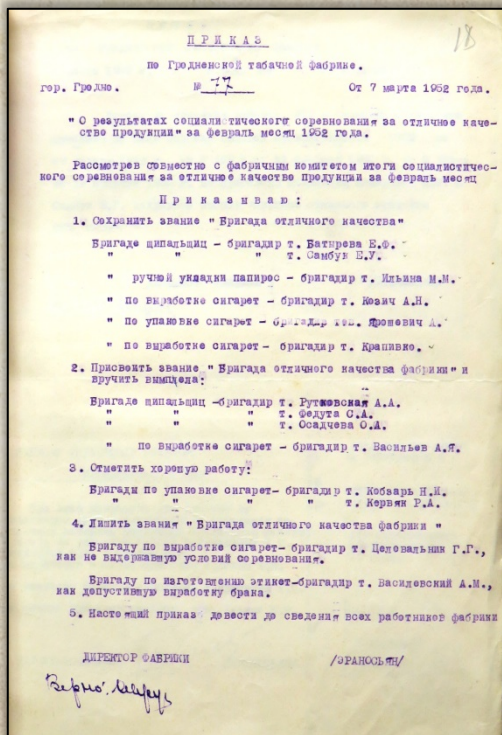 18
ПРИКАЗ
по Гродненской табачной фабрике.
гор. Гродно. № 77 От 7 марта 1952 года.
"О результатах социалистического соревнования за отличное каче-
ство продукции" за февраль месяц 1952 года.
Рассмотрев совместно с фабричным комитетом итоги социалистичес-
кого соревнования за отличное качество продукции за февраль месяц
Приказываю:
1. Сохранить звание "Бригада отличного качества"
Бригаде щипальщиц - бригадир т. Батырева Е.Ф.
" " " т. Самбук Е.У.
" ручной укладки папирос - бригадир т. Ильина М.М.
" по выработке сигарет - бригадир т. Козич А.Н.
" по упаковке сигарет - бригадир тов. Ярошевич А.
" по выработке сигарет - бригадир т. Крапивко.
2. Присвоить звание "Бригада отличного качества фабрики" и
вручить вымпела:
Бригаде щипальщиц -бригадир т. Рутковская А.А.
" " " т. Федута С.А.
" " " т. Осадчева О.А.
" по выработке сигарет - бригадир т. Васильев А.Я.
3. Отметить хорошую работу:
Бригады по упаковке сигарет- бригадир т. Кобварь Н.И.
" " " " т. Кервяк Р.А.
4. Лишить звания "Бригада отличного качества фабрики "
Бригаду по выработке сигарет- бригадир т. Целовальник Г.Г.,
как не выдержавшую условий соревнования.
Бригаду по изготовлению этикет-бригадир т. Василевский А.М.,
как допустившую выработку брака.
5. Настоящий приказ довести до сведения всех работников фабрики
ДИРЕКТОР ФАБРИКИ /ЭРАНОСЬЯН/
Верно: